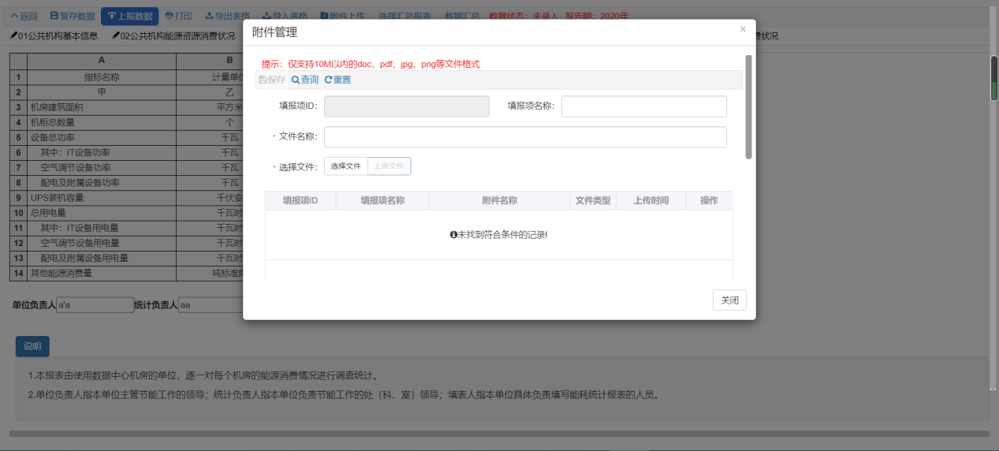 返回 暂存数据 上报数据 打印 导出表格 导入表格 附件上传 选择汇总报表 数据汇总 数据状态：未录入 报告期：2020年
01公共机构基本信息 02公共机构能源资源消费状况 费状况
附件管理 ×
提示：仅支持10M以内的doc、pdf、jpg、png等文件格式
保存 查询 重置
填报项ID： 填报项名称：
* 文件名称：
* 选择文件： 选择文件 上传文件
填报项ID 填报项名称 附件名称 文件类型 上传时间 操作
未找到符合条件的记录!
关闭
A B
1 指标名称 计量单位
2 甲 乙
3 机房建筑面积 平方米
4 机柜总数量 个
5 设备总功率 千瓦
6 其中：IT设备功率 千瓦
7 空气调节设备功率 千瓦
8 配电及附属设备功率 千瓦
9 UPS装机容量 千伏安
10 总用电量 千瓦时
11 其中：IT设备用电量 千瓦时
12 空气调节设备用电量 千瓦时
13 配电及附属设备用电量 千瓦时
14 其他能源消费量 吨标准煤
单位负责人 a'a 统计负责人 aa
说明
1.本报表由使用数据中心机房的单位，逐一对每个机房的能源消费情况进行调查统计。
2.单位负责人指本单位主管节能工作的领导；统计负责人指本单位负责节能工作的处（科、室）领导；填表人指本单位具体负责填写能耗统计报表的人员。